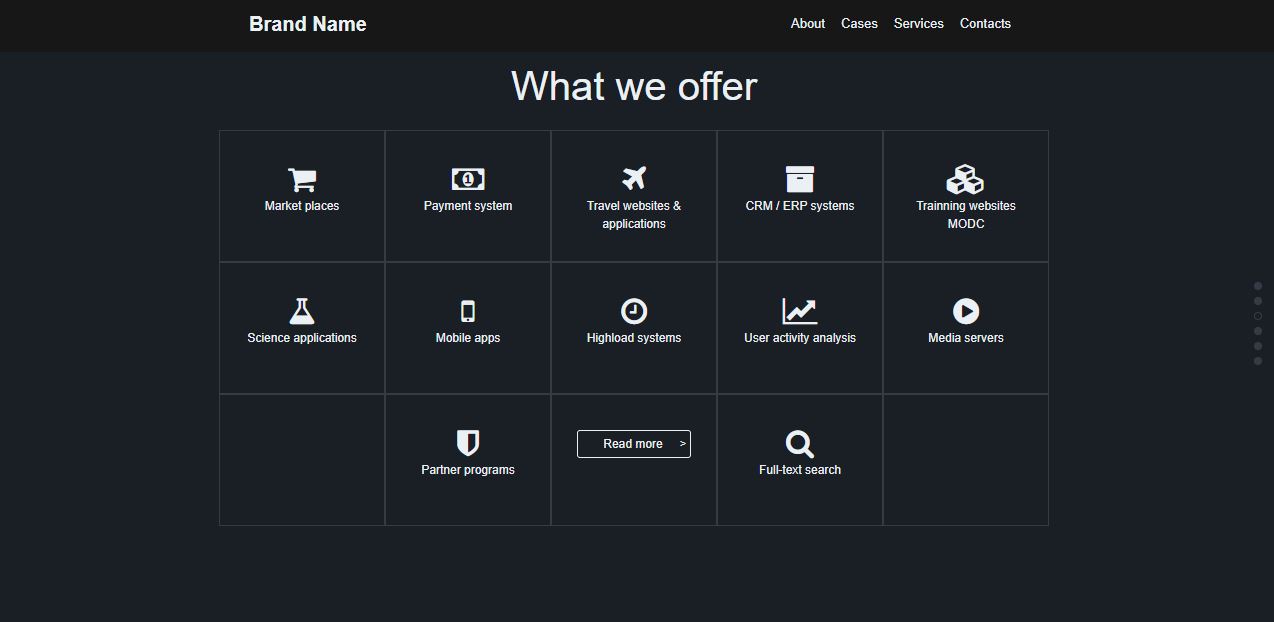 Brand Name
About Cases Services Contacts
What we offer
Market places
Payment system
Travel websites &
applications
CRM / ERP systems
Trainning websites
MODC
Science applications
Mobile apps
Highload systems
User activity analysis
Media servers
Partner programs
Read more >
Full-text search